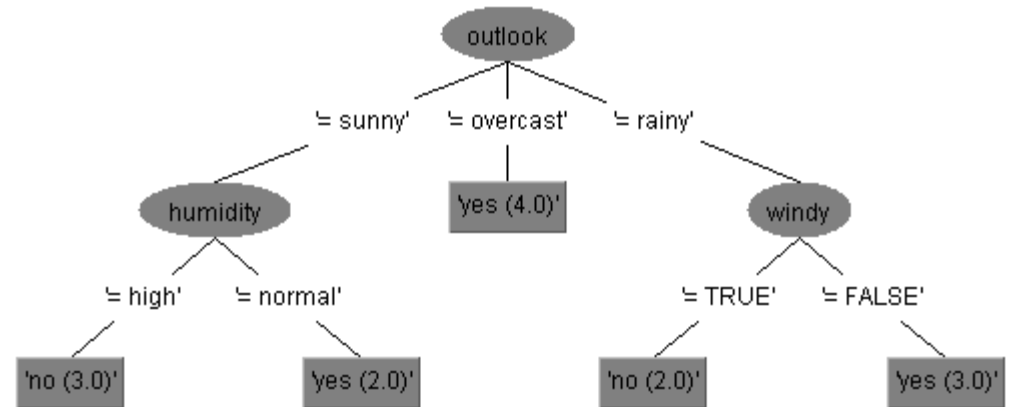 outlook
'= sunny'
'= overcast'
'= rainy'
humidity
'yes (4.0)'
windy
'= high'
'= normal'
'= TRUE'
'= FALSE'
'no (3.0)'
'yes (2.0)'
'no (2.0)'
'yes (3.0)'